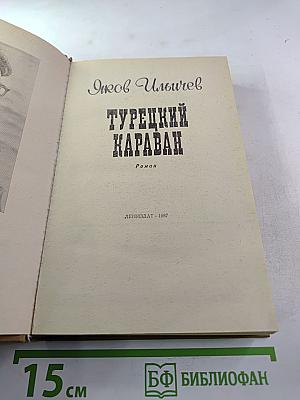 Яков Ильичев
ТУРЕЦКИЙ
КАРАВАН
Роман
ЛЕНИЗДАТ · 1987
15 см
БФ БИБЛИОФАН